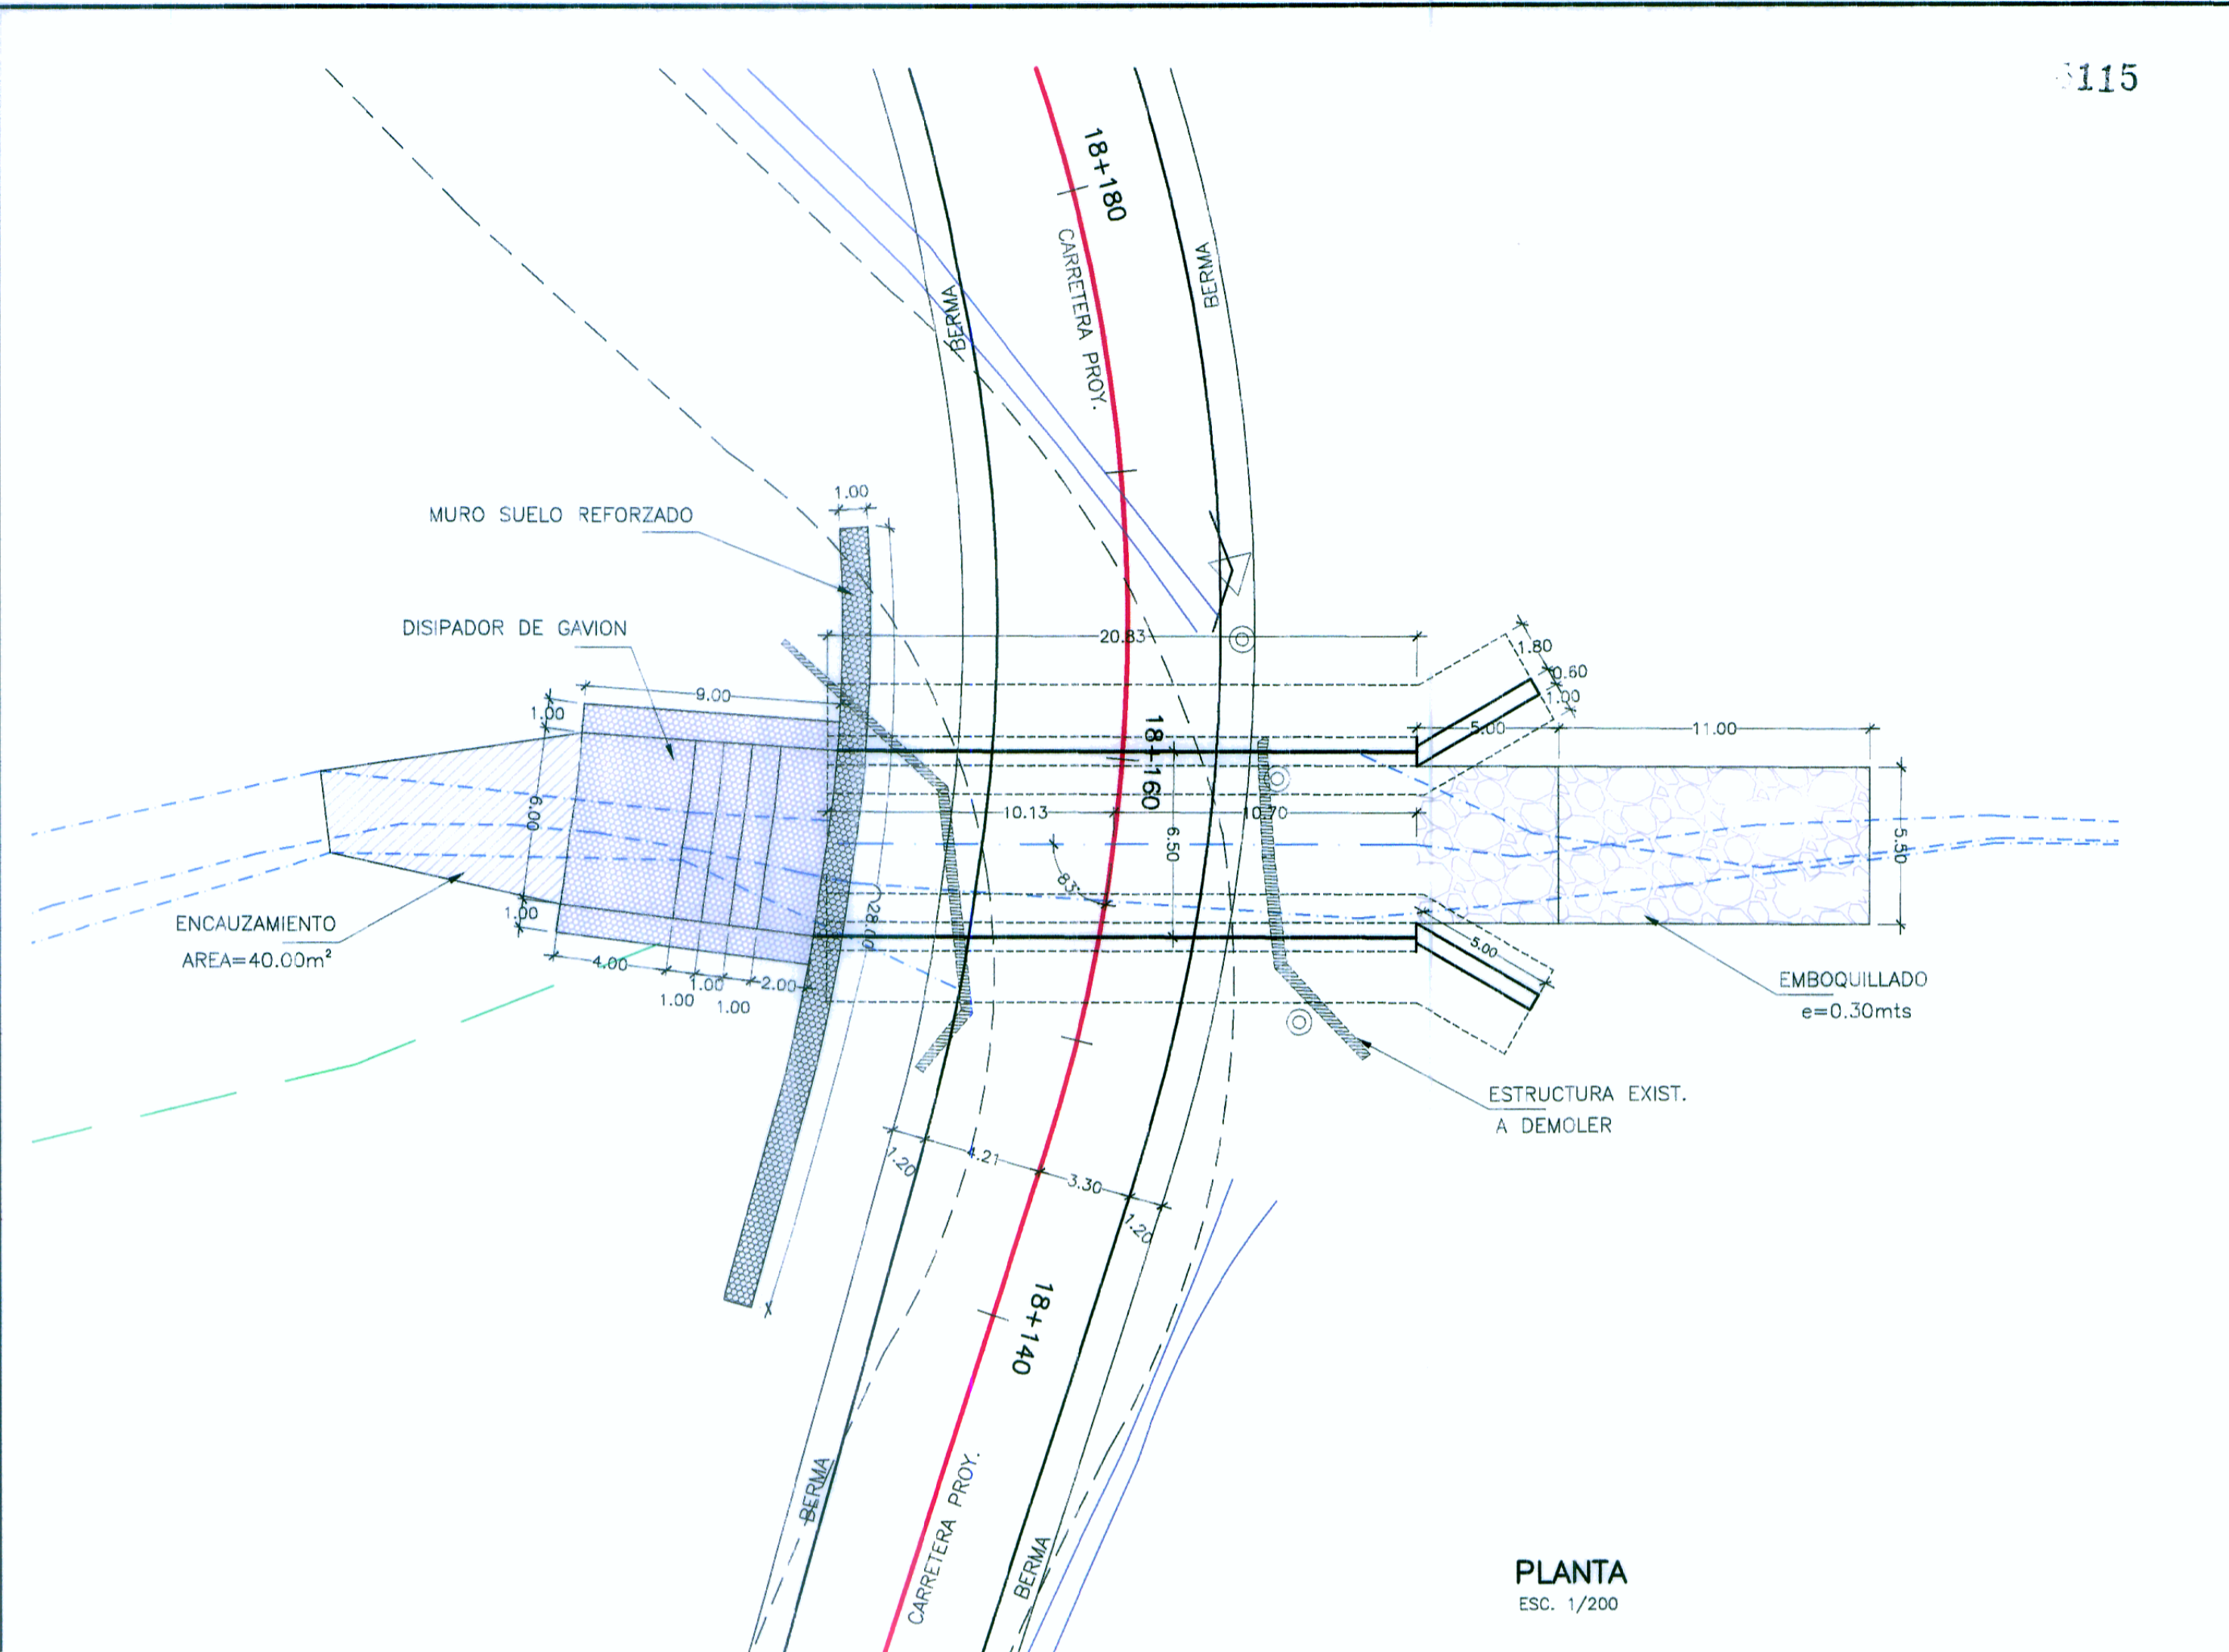 115
18+180
CARRETERA PROY.
BERMA
BERMA
1.00
MURO SUELO REFORZADO
DISIPADOR DE GAVION
20.83
1.80
0.60
1.00
9.00
1.00
5.00
11.00
18+160
6.00
10.13
10.70
6.50
5.50
83°
1.00
28.00
5.00
ENCAUZAMIENTO
AREA=40.00m²
4.00
1.00
1.00
1.00
2.00
EMBOQUILLADO
e=0.30mts
ESTRUCTURA EXIST.
A DEMOLER
1.20
4.21
3.30
1.20
18+140
BERMA
CARRETERA PROY.
BERMA
PLANTA
ESC. 1/200